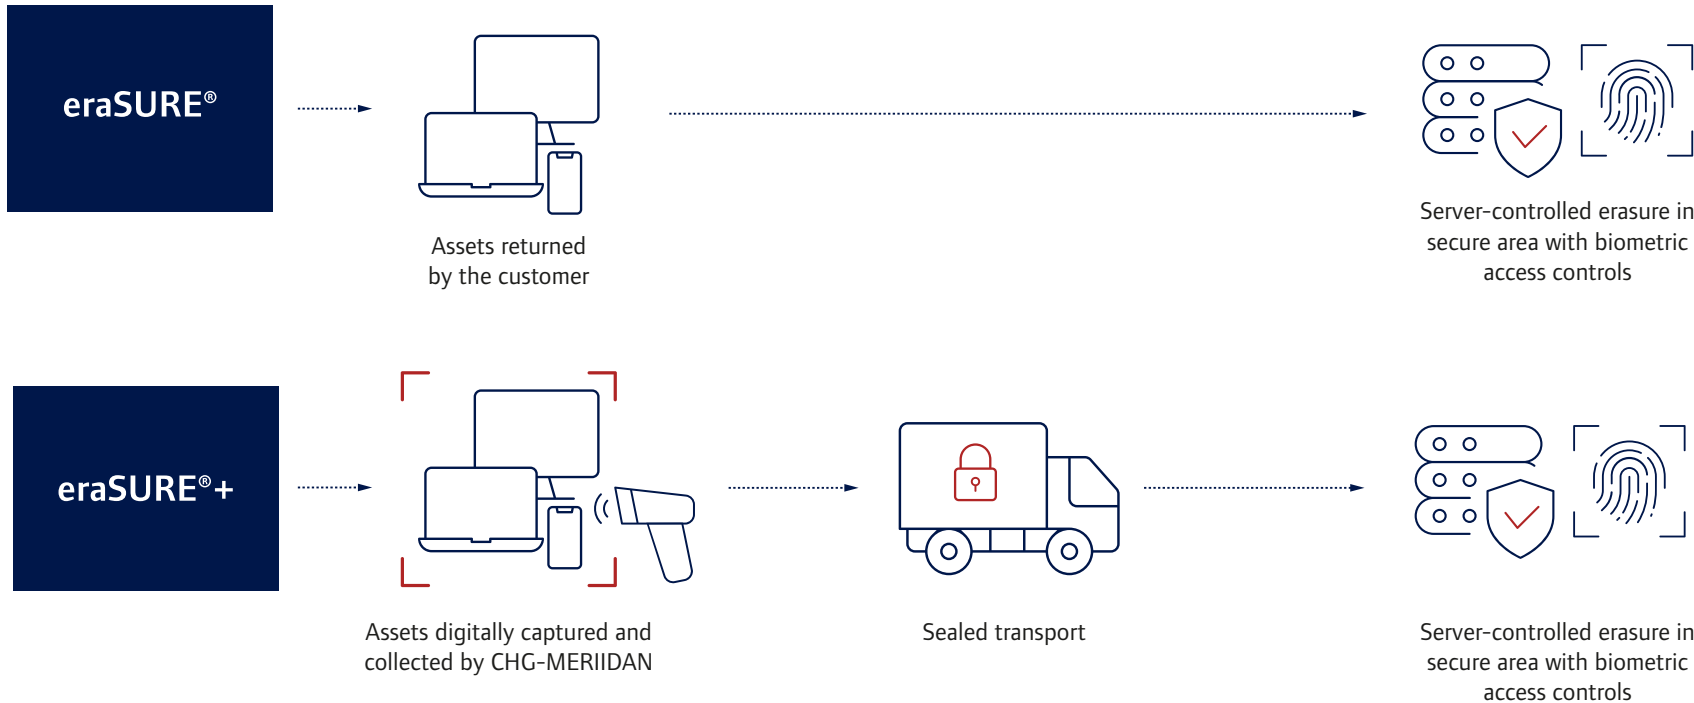 eraSURE®
Assets returned
by the customer
Server-controlled erasure in
secure area with biometric
access controls
eraSURE®+
Assets digitally captured and
collected by CHG-MERIIDAN
Sealed transport
Server-controlled erasure in
secure area with biometric
access controls